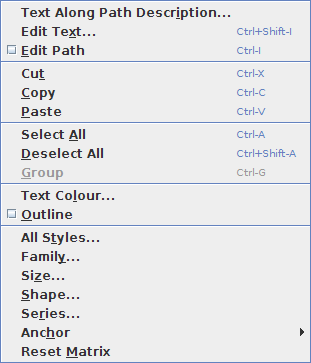 Text Along Path Description...
Edit Text... Ctrl+Shift-I
Edit Path Ctrl-I
Cut Ctrl-X
Copy Ctrl-C
Paste Ctrl-V
Select All Ctrl-A
Deselect All Ctrl+Shift-A
Group Ctrl-G
Text Colour...
Outline
All Styles...
Family...
Size...
Shape...
Series...
Anchor
Reset Matrix